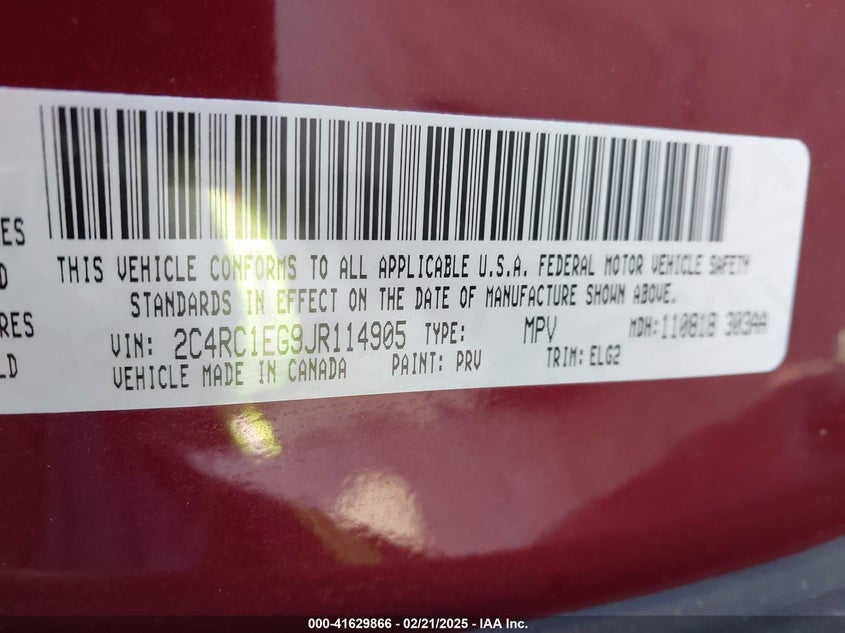 ES
D
RES
LD
THIS VEHICLE CONFORMS TO ALL APPLICABLE U.S.A. FEDERAL MOTOR VEHICLE SAFETY
STANDARDS IN EFFECT ON THE DATE OF MANUFACTURE SHOWN ABOVE.
VIN: 2C4RC1EG9JR114905 TYPE: MPV MDH:110818 303AA
VEHICLE MADE IN CANADA PAINT: PRV TRIM: ELG2
000-41629866 - 02/21/2025 - IAA Inc.